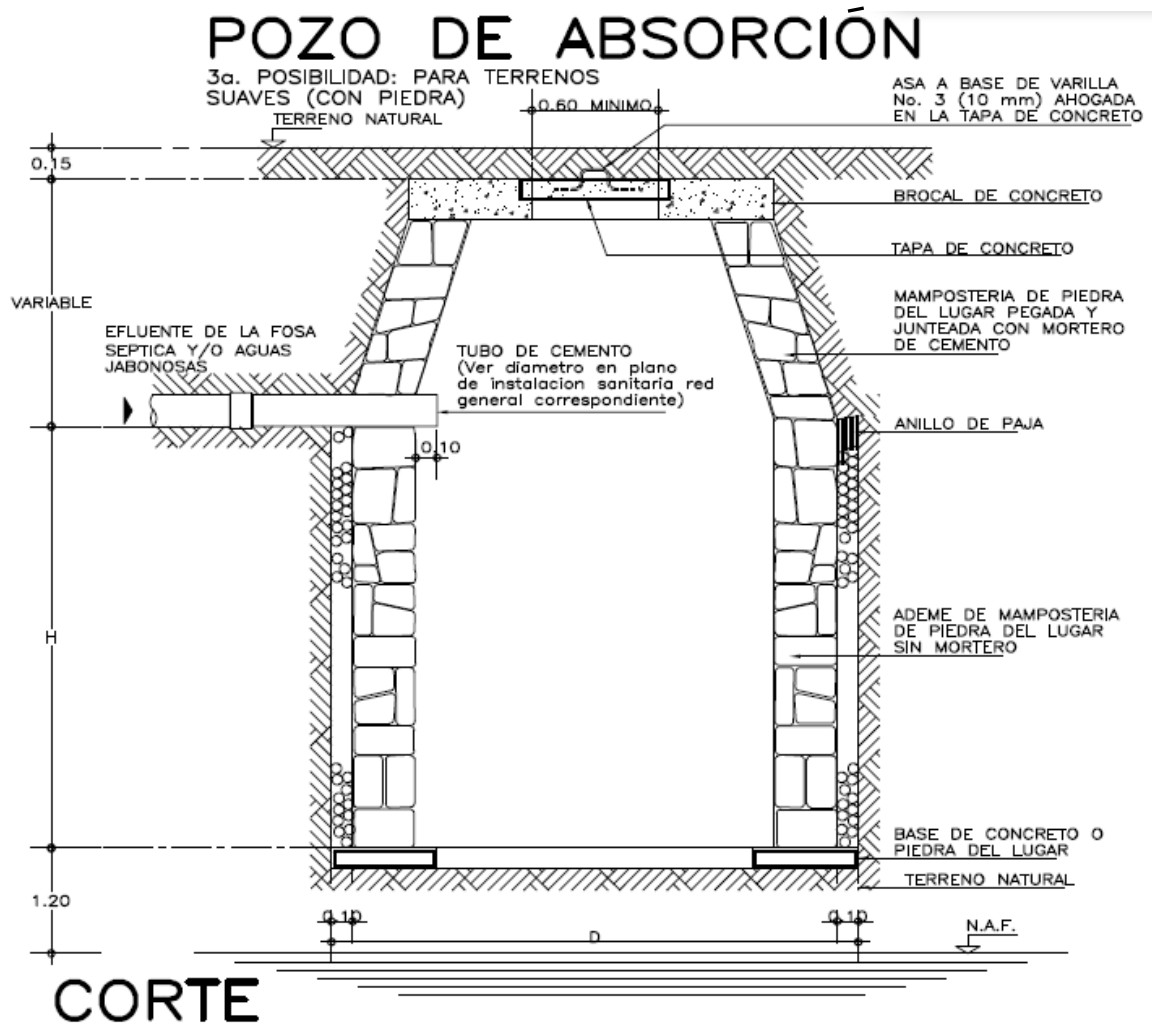 POZO DE ABSORCIÓN
3a. POSIBILIDAD: PARA TERRENOS
SUAVES (CON PIEDRA)
TERRENO NATURAL
0.60 MINIMO
ASA A BASE DE VARILLA
No. 3 (10 mm) AHOGADA
EN LA TAPA DE CONCRETO
0.15
BROCAL DE CONCRETO
TAPA DE CONCRETO
VARIABLE
MAMPOSTERIA DE PIEDRA
DEL LUGAR PEGADA Y
JUNTEADA CON MORTERO
DE CEMENTO
EFLUENTE DE LA FOSA
SEPTICA Y/O AGUAS
JABONOSAS
TUBO DE CEMENTO
(Ver diametro en plano
de instalacion sanitaria red
general correspondiente)
ANILLO DE PAJA
0.10
H
ADEME DE MAMPOSTERIA
DE PIEDRA DEL LUGAR
SIN MORTERO
BASE DE CONCRETO O
PIEDRA DEL LUGAR
TERRENO NATURAL
1.20
0.10
0.10
D
N.A.F.
CORTE